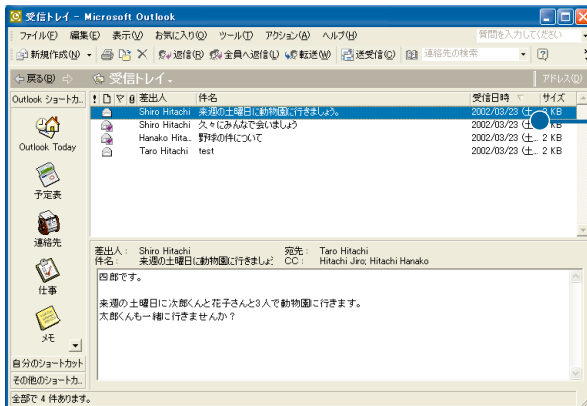 受信トレイ - Microsoft Outlook
ファイル(F) 編集(E) 表示(V) お気に入り(O) ツール(T) アクション(A) ヘルプ(H) 質問を入力してください
新規作成(N) 返信(R) 全員へ返信(L) 転送(W) 送受信(C) 連絡先の検索
戻る(B) 受信トレイ. アドレス(D)
Outlook ショートカ... 差出人 件名 受信日時 サイズ
Shiro Hitachi 来週の土曜日に動物園に行きましょう。 2002/03/23 (土... KB
Shiro Hitachi 久々にみんなで会いましょう 2002/03/23 (土... 2 KB
Hanako Hita... 野球の件について 2002/03/23 (土... 2 KB
Taro Hitachi test 2002/03/23 (土... 2 KB
Outlook Today
予定表
連絡先
仕事
メモ
自分のショートカット
その他のショートカ...
差出人: Shiro Hitachi 宛先: Taro Hitachi
件名: 来週の土曜日に動物園に行きましょ CC: Hitachi Jiro; Hitachi Hanako
四郎です。
来週の土曜日に次郎くんと花子さんと3人で動物園に行きます。
太郎くんも一緒に行きませんか?
全部で 4 件あります。